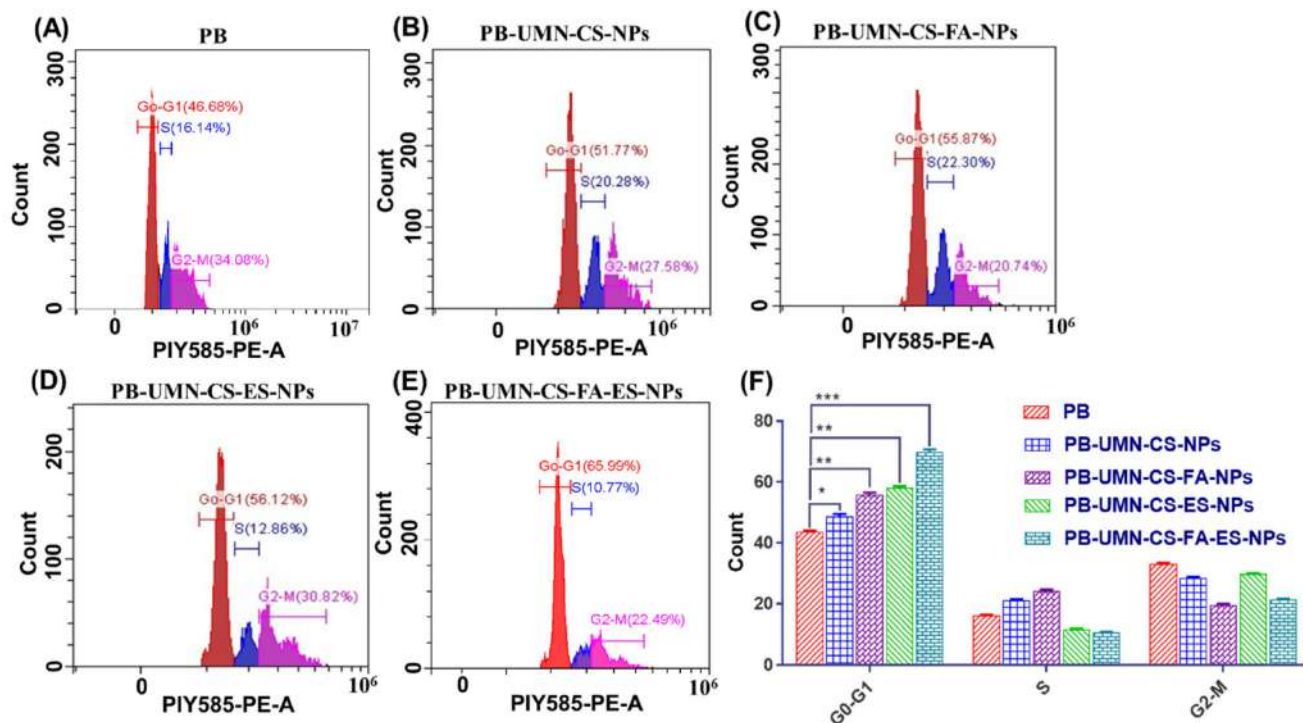 (A)
PB
300
200
100
0
Count
Go-G1(46.68%)
S(16.14%)
G2-M(34.08%)
0
10⁶
10⁷
PIY585-PE-A
(B)
PB-UMN-CS-NPs
300
200
100
0
Count
Go-G1(51.77%)
S(20.28%)
G2-M(27.58%)
0
10⁶
PIY585-PE-A
(C)
PB-UMN-CS-FA-NPs
300
200
100
0
Count
Go-G1(55.87%)
S(22.30%)
G2-M(20.74%)
0
10⁶
PIY585-PE-A
(D)
PB-UMN-CS-ES-NPs
200
100
0
Count
Go-G1(56.12%)
S(12.86%)
G2-M(30.82%)
0
10⁶
PIY585-PE-A
(E)
PB-UMN-CS-FA-ES-NPs
400
200
0
Count
Go-G1(65.99%)
S(10.77%)
G2-M(22.49%)
0
10⁶
PIY585-PE-A
(F)
80
60
40
20
0
Count
***
**
**
*
PB
PB-UMN-CS-NPs
PB-UMN-CS-FA-NPs
PB-UMN-CS-ES-NPs
PB-UMN-CS-FA-ES-NPs
G0-G1
S
G2-M